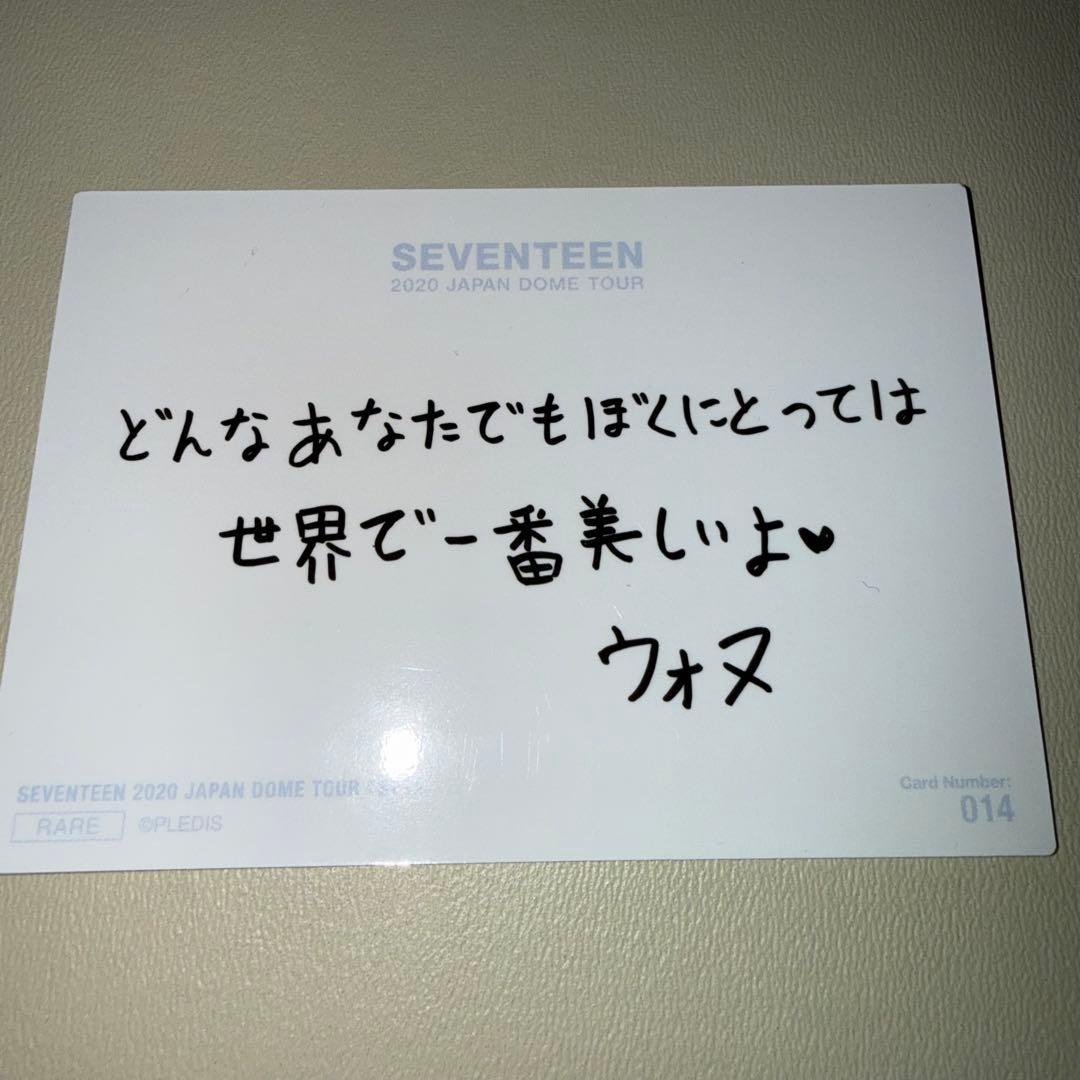 SEVENTEEN
2020 JAPAN DOME TOUR
どんなあなたでもぼくにとっては
世界で一番美しいよ♥
ウォヌ
SEVENTEEN 2020 JAPAN DOME TOUR
RARE ©PLEDIS
Card Number:
014